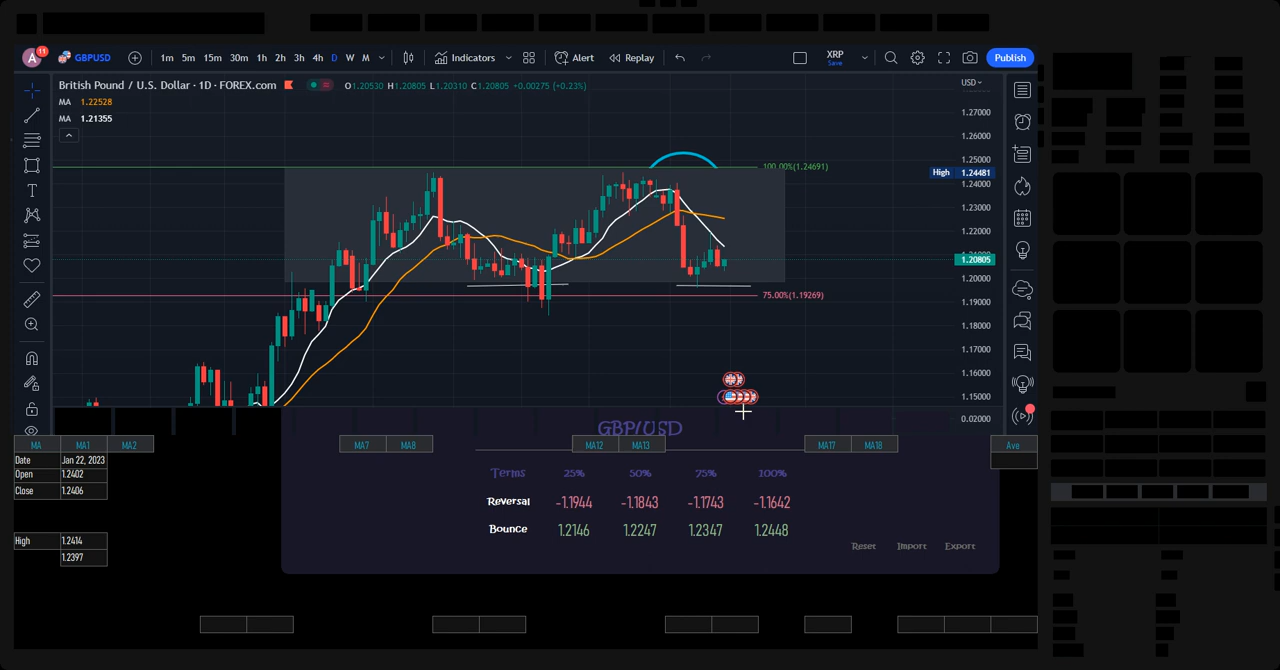 A 11 GBPUSD 1m 5m 15m 30m 1h 2h 3h 4h D W M Indicators Alert Replay XRP Save Publish
British Pound / U.S. Dollar · 1D · FOREX.com O1.20530 H1.20805 L1.20310 C1.20805 +0.00275 (+0.23%) USD
MA 1.22528
MA 1.21355
1.27000
1.26000
1.25000
100.00%(1.24691)
High 1.24481
1.24000
1.23000
1.22000
1.20805
1.20000
75.00%(1.19269)
1.19000
1.18000
1.17000
1.16000
1.15000
0.02000
GBP/USD
MA MA1 MA2 MA7 MA8 MA12 MA13 MA17 MA18 Ave
Date Jan 22, 2023
Open 1.2402
Close 1.2406
High 1.2414
1.2397
Terms 25% 50% 75% 100%
Reversal -1.1944 -1.1843 -1.1743 -1.1642
Bounce 1.2146 1.2247 1.2347 1.2448
Reset Import Export